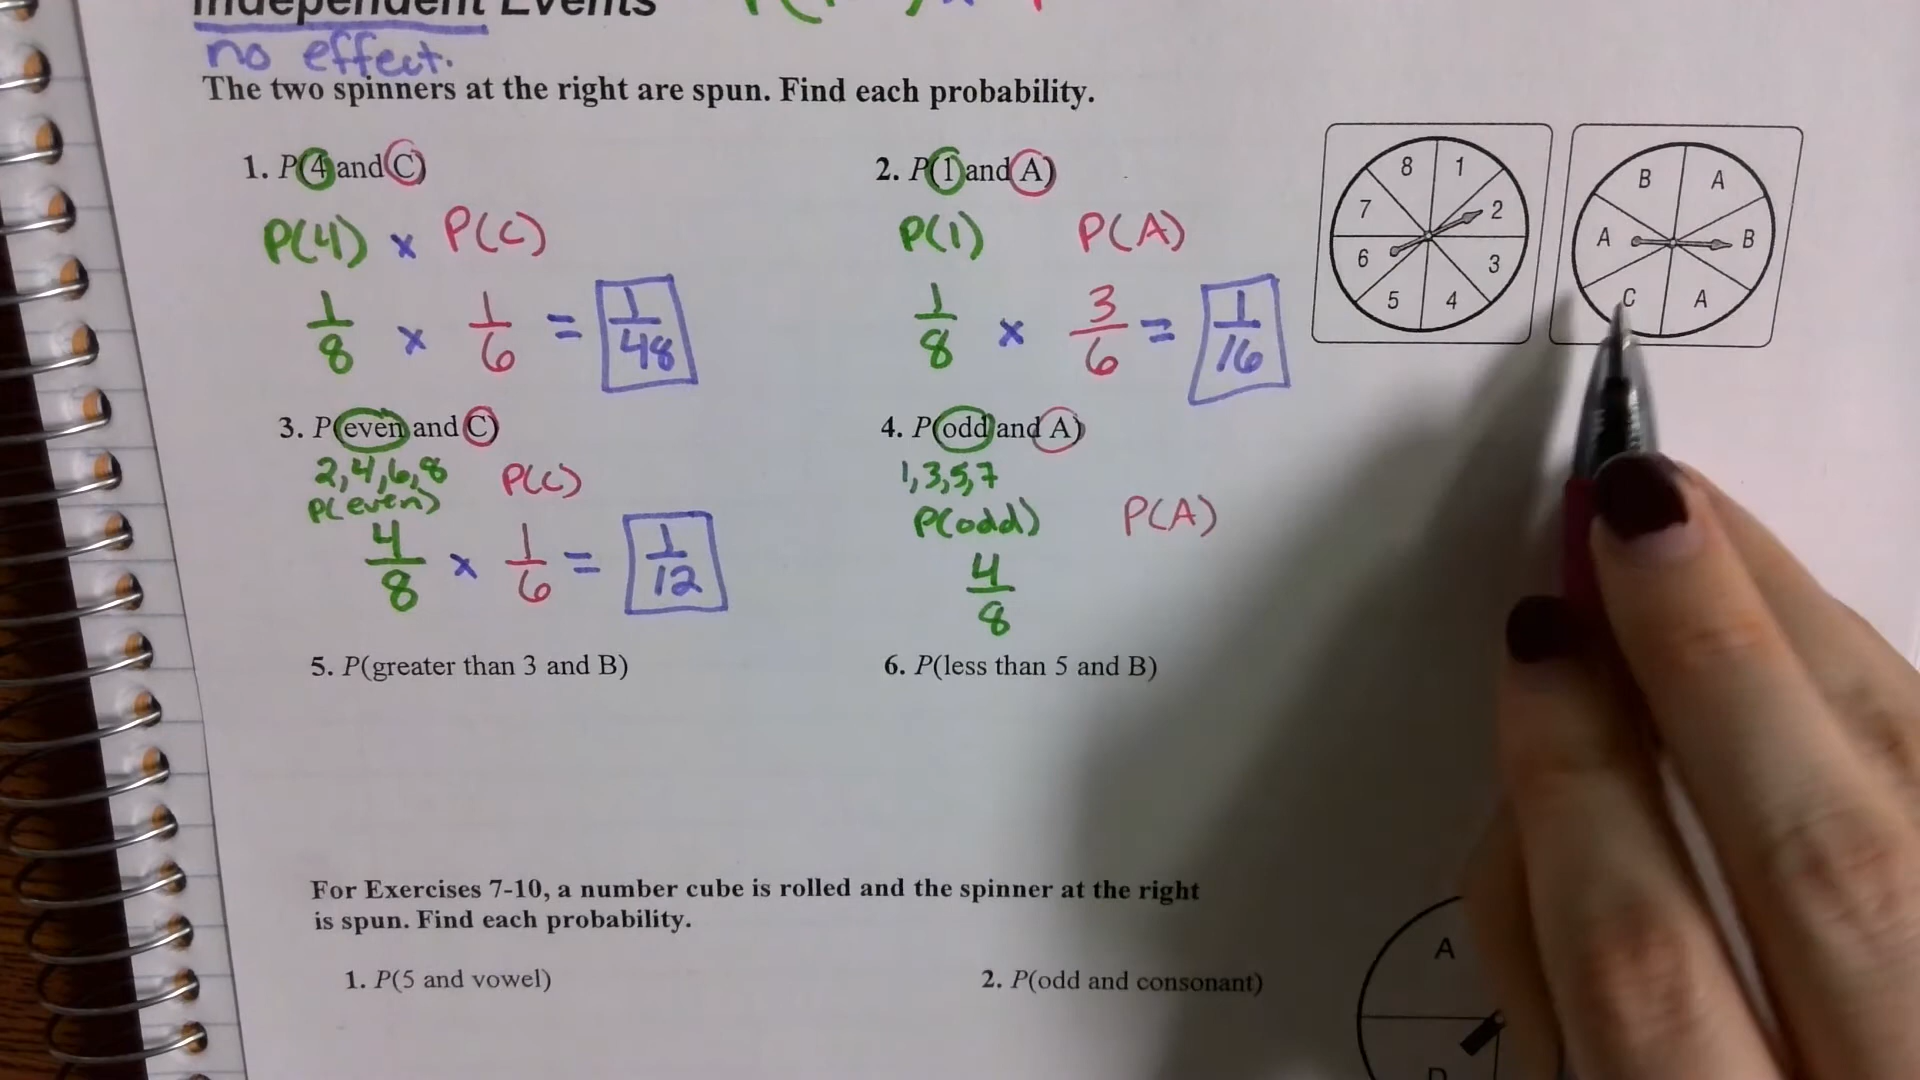 Independent Events
no effect.
The two spinners at the right are spun. Find each probability.
1. P(4 and C)
P(4) x P(C)
1/8 x 1/6 = 1/48
2. P(1 and A)
P(1) P(A)
1/8 x 3/6 = 1/16
8 1
7 2
6 3
5 4
B A
A B
C A
3. P(even and C)
2,4,6,8 P(C)
P(even)
4/8 x 1/6 = 1/12
4. P(odd and A)
1,3,5,7
P(odd) P(A)
4/8
5. P(greater than 3 and B)
6. P(less than 5 and B)
For Exercises 7-10, a number cube is rolled and the spinner at the right
is spun. Find each probability.
1. P(5 and vowel)
2. P(odd and consonant)
A